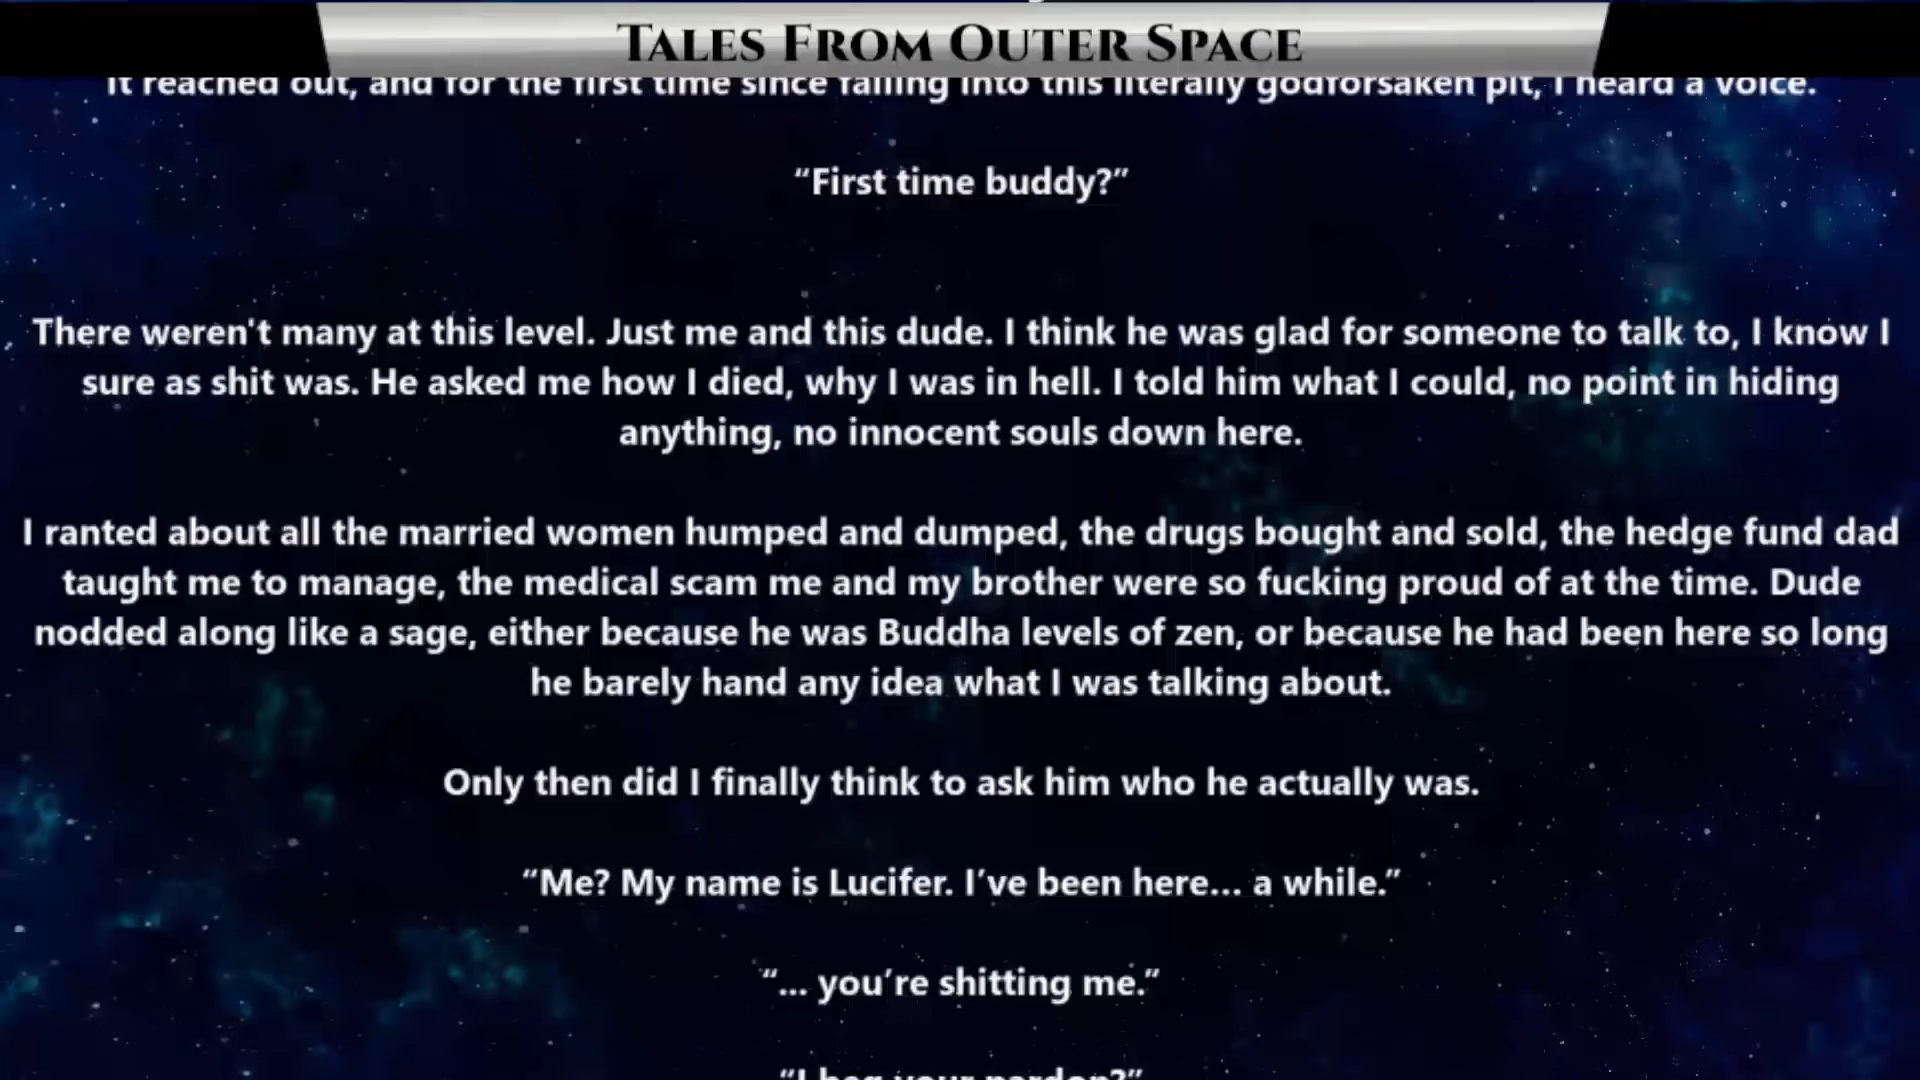 TALES FROM OUTER SPACE
It reached out, and for the first time since falling into this literally godforsaken pit, I heard a voice.
“First time buddy?”
There weren't many at this level. Just me and this dude. I think he was glad for someone to talk to, I know I
sure as shit was. He asked me how I died, why I was in hell. I told him what I could, no point in hiding
anything, no innocent souls down here.
I ranted about all the married women humped and dumped, the drugs bought and sold, the hedge fund dad
taught me to manage, the medical scam me and my brother were so fucking proud of at the time. Dude
nodded along like a sage, either because he was Buddha levels of zen, or because he had been here so long
he barely hand any idea what I was talking about.
Only then did I finally think to ask him who he actually was.
“Me? My name is Lucifer. I’ve been here... a while.”
“... you’re shitting me.”
“I beg your pardon?”